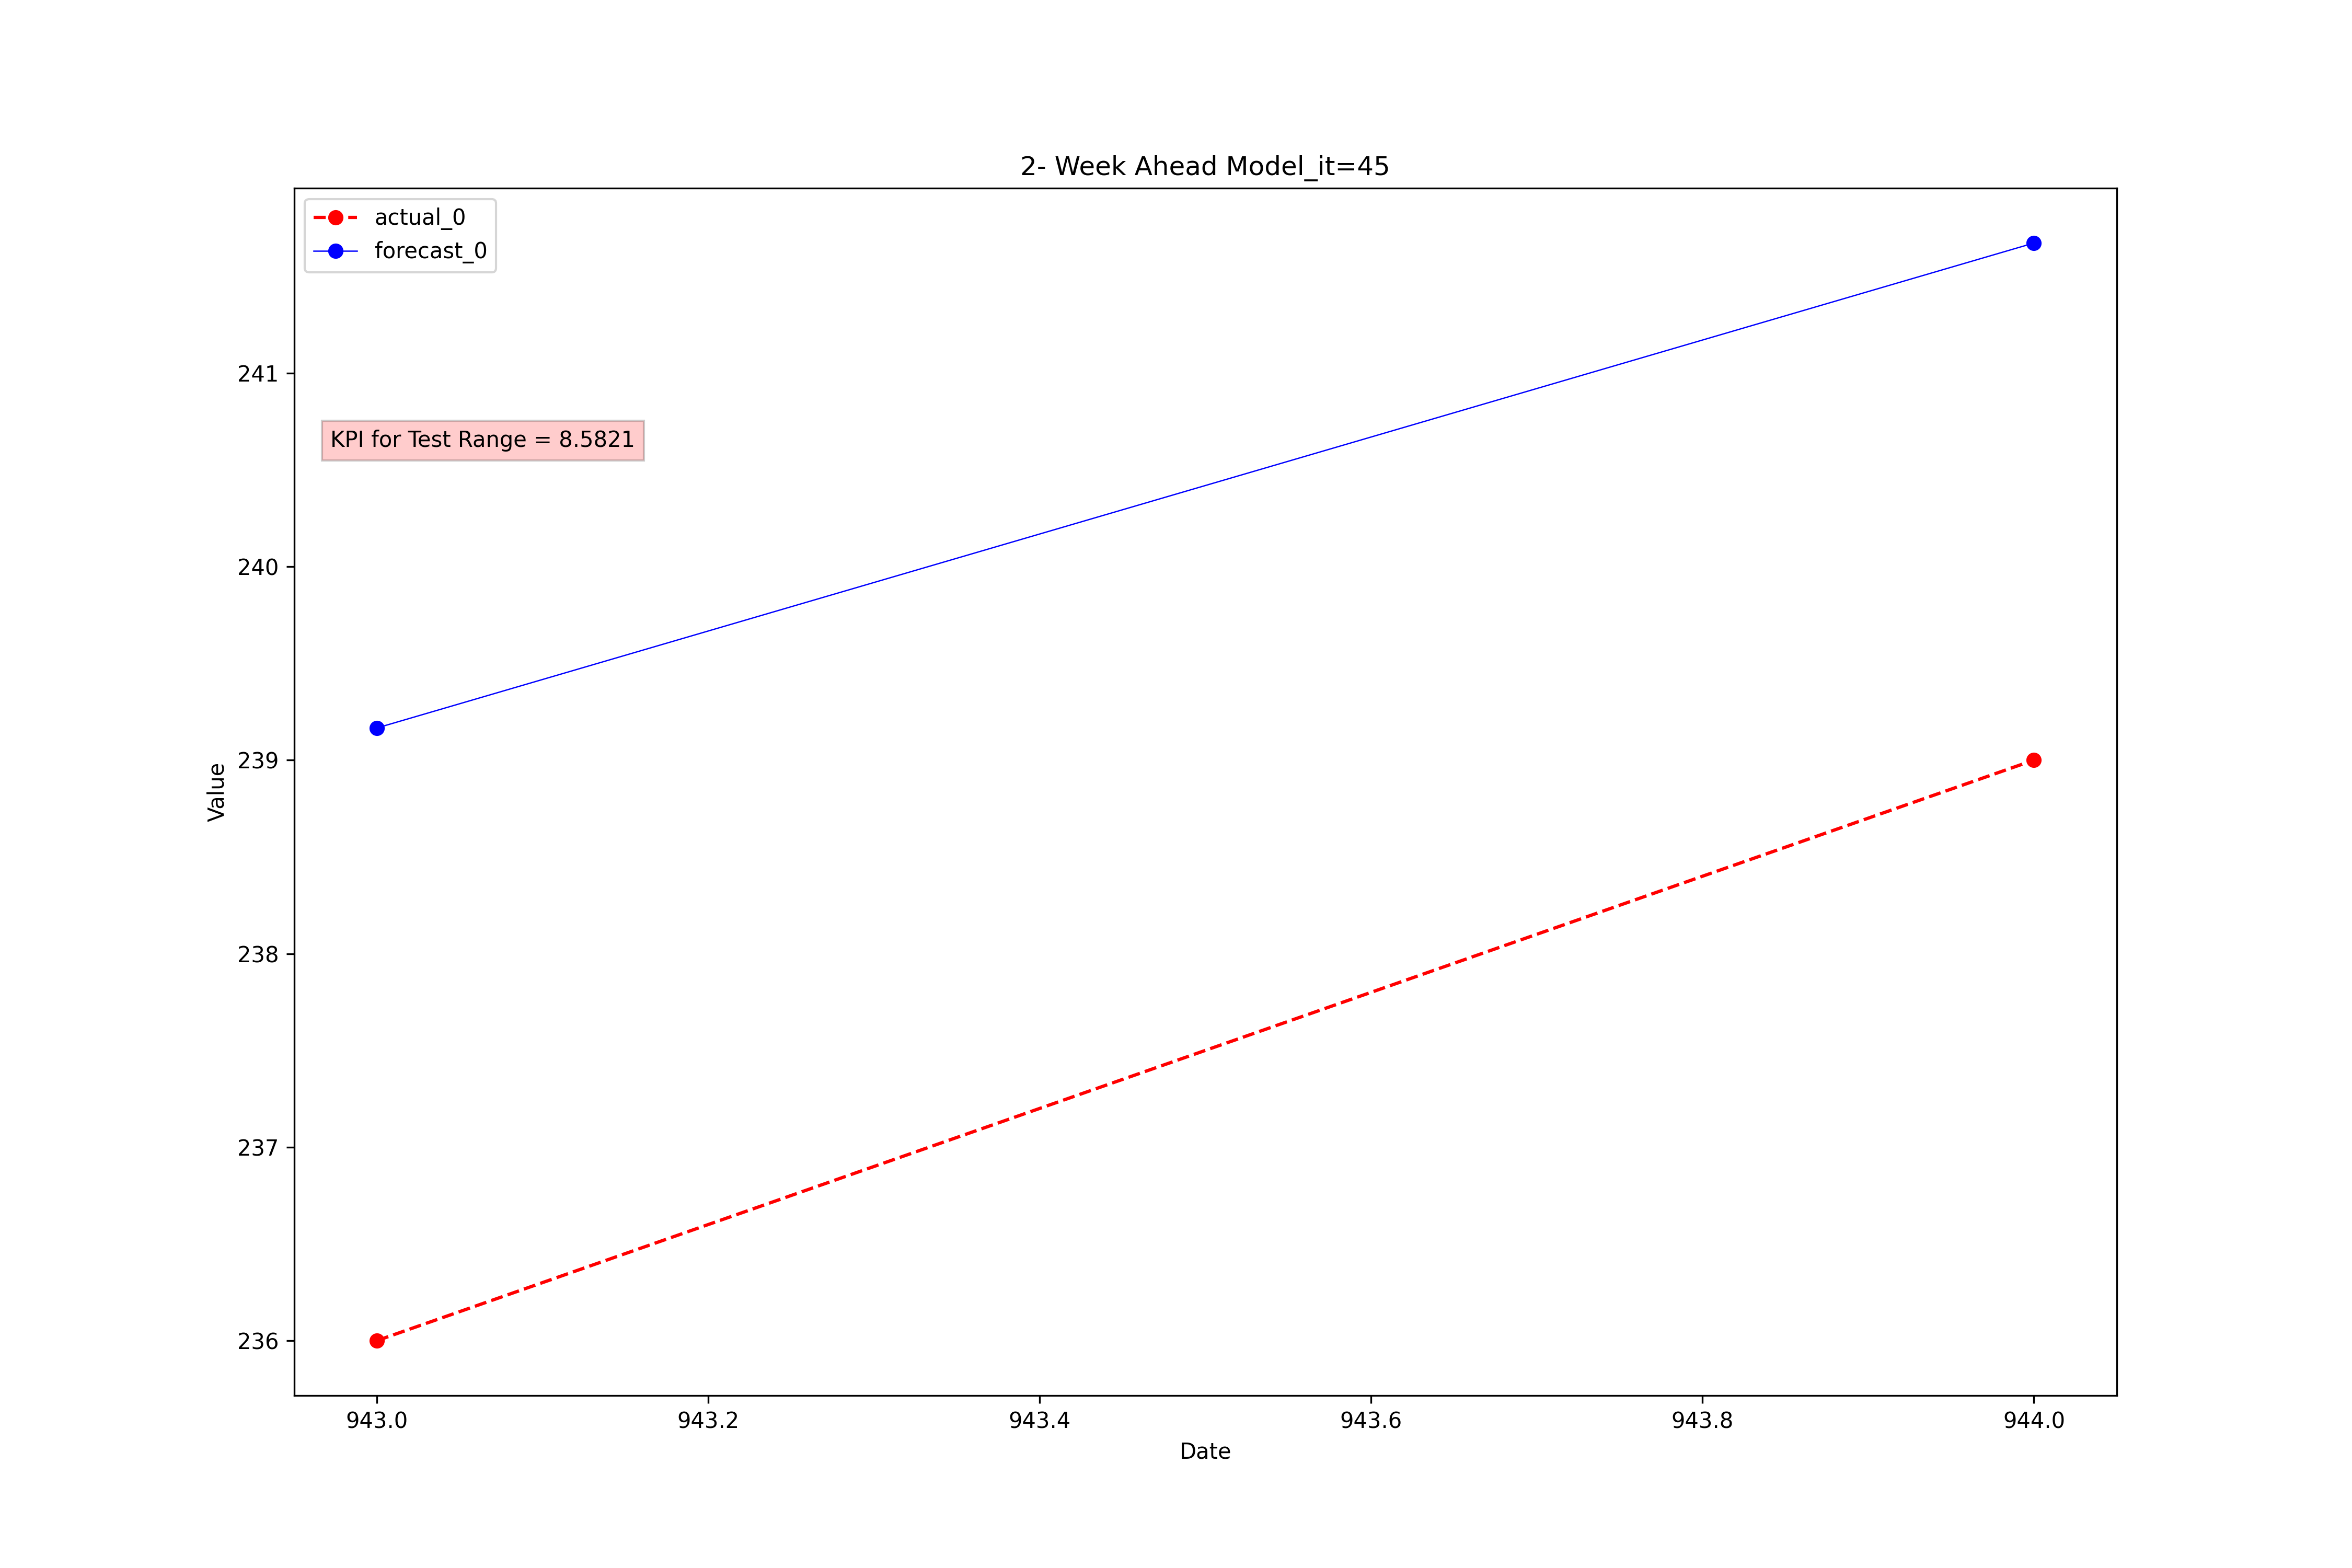 2- Week Ahead Model_it=45
actual_0
forecast_0
KPI for Test Range = 8.5821
241
240
239
238
237
236
Value
943.0 943.2 943.4 943.6 943.8 944.0
Date